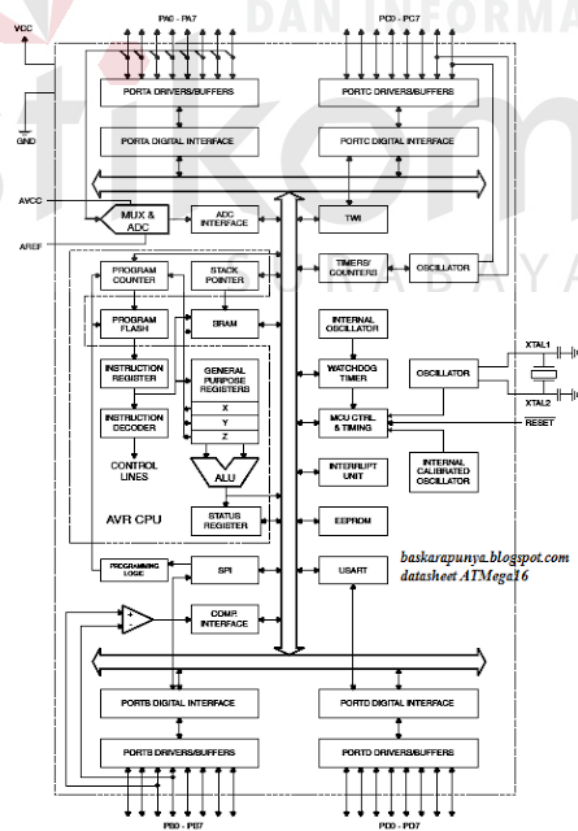 DAN INFORMA
stikom
SURABAYA
PA0 - PA7
PC0 - PC7
VCC
GND
PORTA DRIVERS/BUFFERS
PORTC DRIVERS/BUFFERS
PORTA DIGITAL INTERFACE
PORTC DIGITAL INTERFACE
AVCC
AREF
MUX &
ADC
ADC
INTERFACE
TWI
PROGRAM
COUNTER
STACK
POINTER
TIMERS/
COUNTERS
OSCILLATOR
PROGRAM
FLASH
SRAM
INTERNAL
OSCILLATOR
INSTRUCTION
REGISTER
GENERAL
PURPOSE
REGISTERS
X
Y
Z
WATCHDOG
TIMER
OSCILLATOR
XTAL1
XTAL2
RESET
INSTRUCTION
DECODER
MCU CTRL
& TIMING
CONTROL
LINES
ALU
INTERRUPT
UNIT
INTERNAL
CALIBRATED
OSCILLATOR
AVR CPU
STATUS
REGISTER
EEPROM
PROGRAMMING
LOGIC
SPI
USART
baskarapunya.blogspot.com
datasheet ATMega16
+
-
COMP.
INTERFACE
PORTB DIGITAL INTERFACE
PORTD DIGITAL INTERFACE
PORTB DRIVERS/BUFFERS
PORTD DRIVERS/BUFFERS
PB0 - PB7
PD0 - PD7